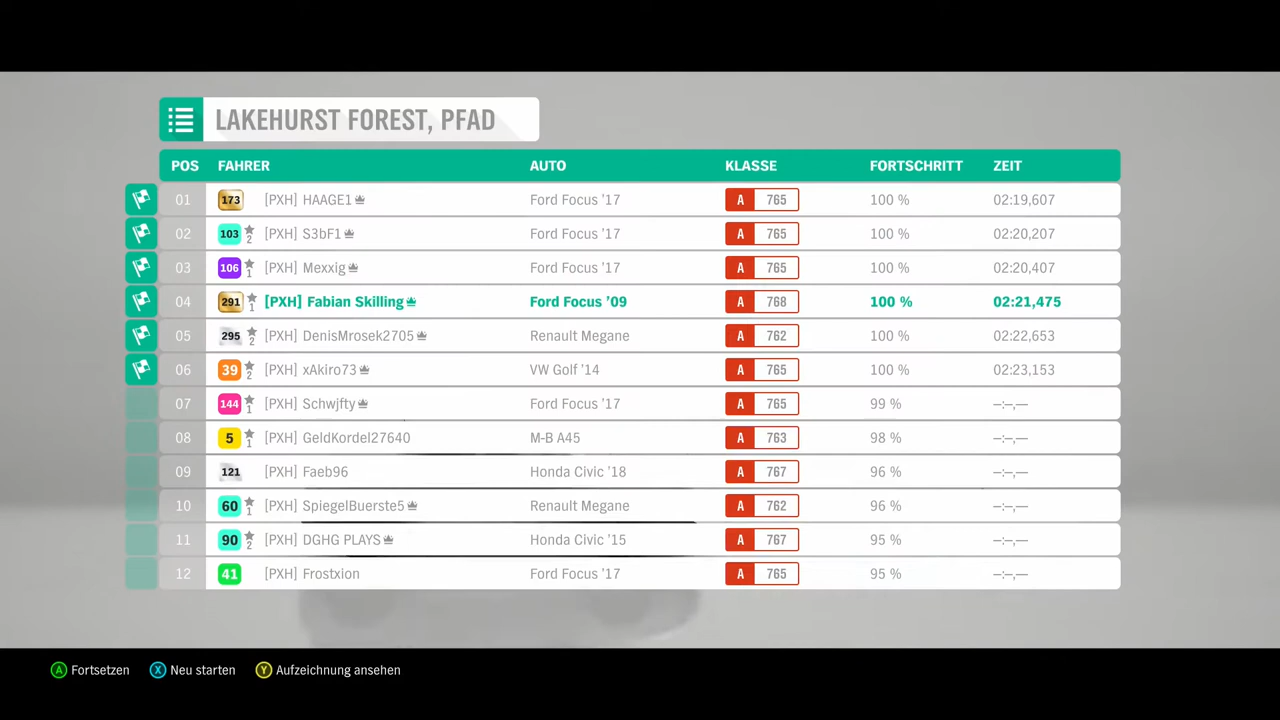 LAKEHURST FOREST, PFAD
POS FAHRER AUTO KLASSE FORTSCHRITT ZEIT
01 173 [PXH] HAAGE1 Ford Focus '17 A 765 100 % 02:19,607
02 103 2 [PXH] S3bF1 Ford Focus '17 A 765 100 % 02:20,207
03 106 1 [PXH] Mexxig Ford Focus '17 A 765 100 % 02:20,407
04 291 1 [PXH] Fabian Skilling Ford Focus '09 A 768 100 % 02:21,475
05 295 2 [PXH] DenisMrosek2705 Renault Megane A 762 100 % 02:22,653
06 39 2 [PXH] xAkiro73 VW Golf '14 A 765 100 % 02:23,153
07 144 1 [PXH] Schwjfty Ford Focus '17 A 765 99 % –:–,––
08 5 1 [PXH] GeldKordel27640 M-B A45 A 763 98 % –:–,––
09 121 [PXH] Faeb96 Honda Civic '18 A 767 96 % –:–,––
10 60 1 [PXH] SpiegelBuerste5 Renault Megane A 762 96 % –:–,––
11 90 2 [PXH] DGHG PLAYS Honda Civic '15 A 767 95 % –:–,––
12 41 [PXH] Frostxion Ford Focus '17 A 765 95 % –:–,––
A Fortsetzen X Neu starten Y Aufzeichnung ansehen